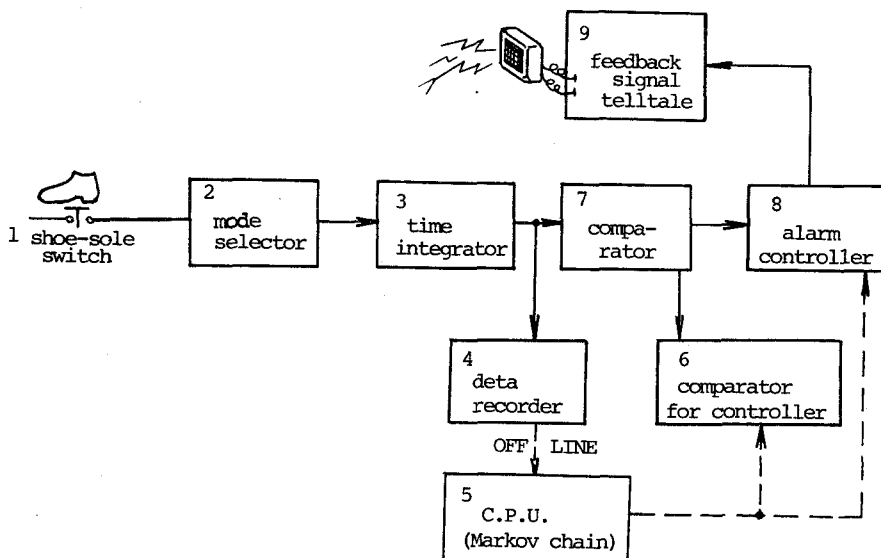 9
feedback
signal
telltale
1
shoe-sole
switch
2
mode
selector
3
time
integrator
7
compa-
rator
8
alarm
controller
4
deta
recorder
6
comparator
for controller
OFF LINE
5
C.P.U.
(Markov chain)